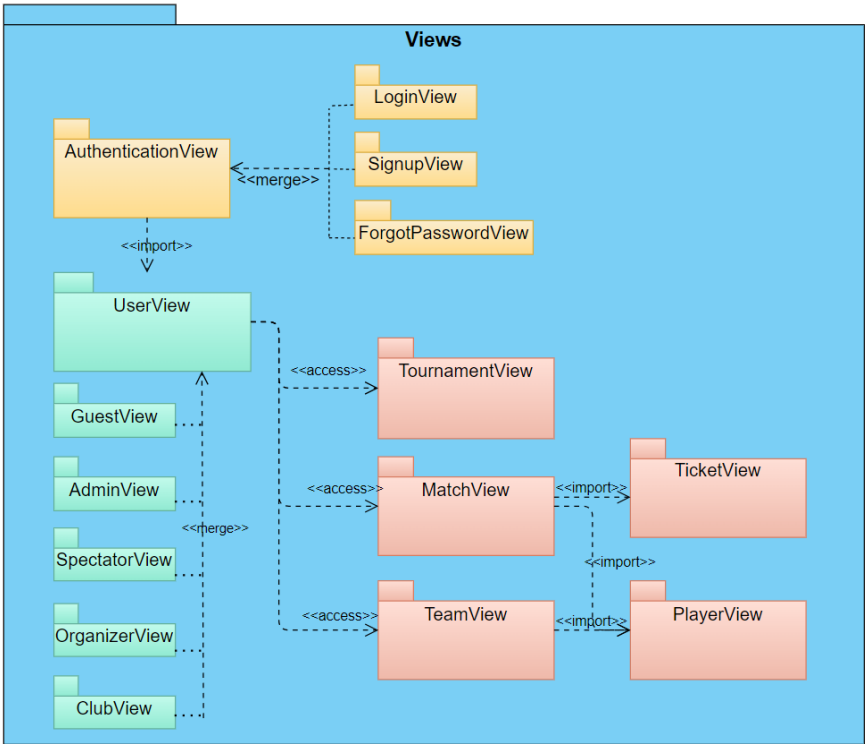 Views
LoginView
AuthenticationView
SignupView
<<merge>>
ForgotPasswordView
<<import>>
UserView
<<access>>
TournamentView
GuestView
<<access>>
MatchView
<<import>>
TicketView
AdminView
<<merge>>
SpectatorView
<<import>>
<<access>>
TeamView
<<import>>
PlayerView
OrganizerView
ClubView